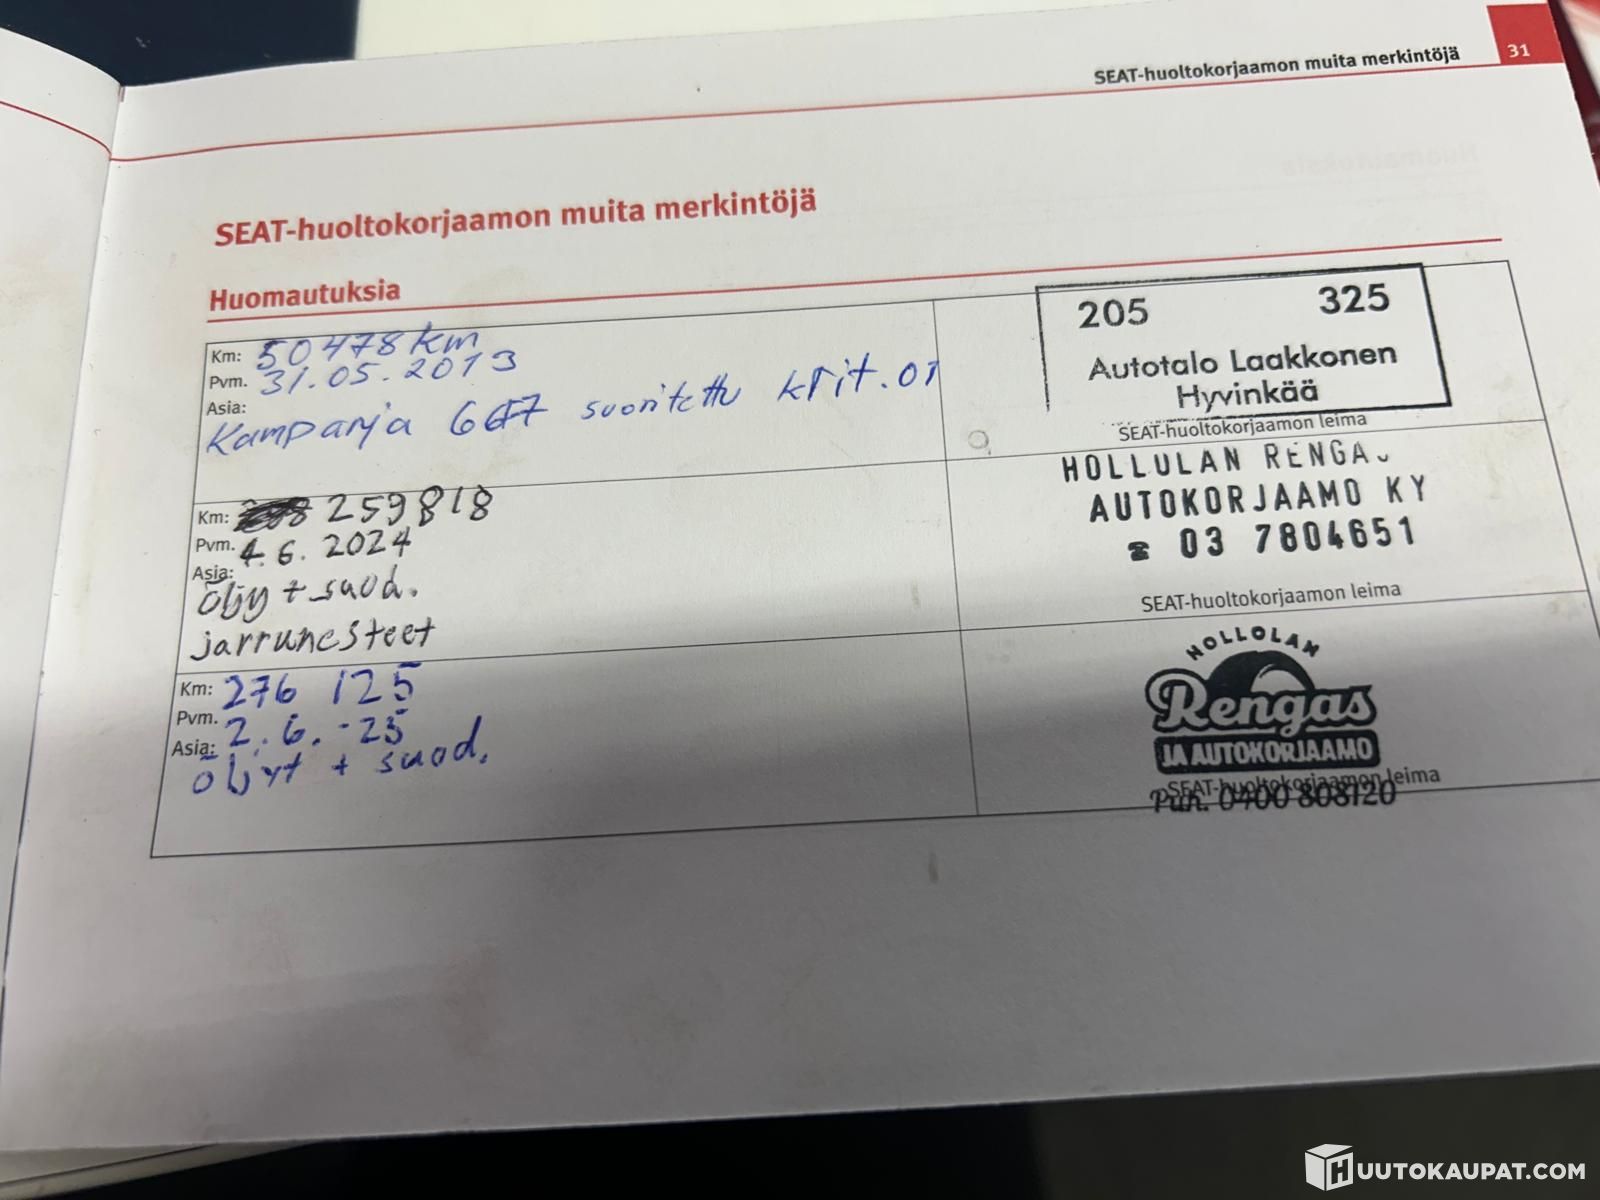 SEAT-huoltokorjaamon muita merkintöjä 31
SEAT-huoltokorjaamon muita merkintöjä
Huomautuksia
Km: 50478 km
Pvm. 31.05.2013
Asia:
Kampanja suoritettu krit.01
205 325
Autotalo Laakkonen
Hyvinkää
SEAT-huoltokorjaamon leima
Km: 259818
Pvm. 4.6.2024
Asia:
öljy + suod.
jarrunesteet
HOLLULAN RENGA
AUTOKORJAAMO KY
☎ 03 7804651
SEAT-huoltokorjaamon leima
Km: 276 125
Pvm. 2.6.-25
Asia:
öljyt + suod.
HOLLOLAN
Rengas
JA AUTOKORJAAMO
SEAT-huoltokorjaamon leima
Puh. 0400 808120
HUUTOKAUPAT.COM